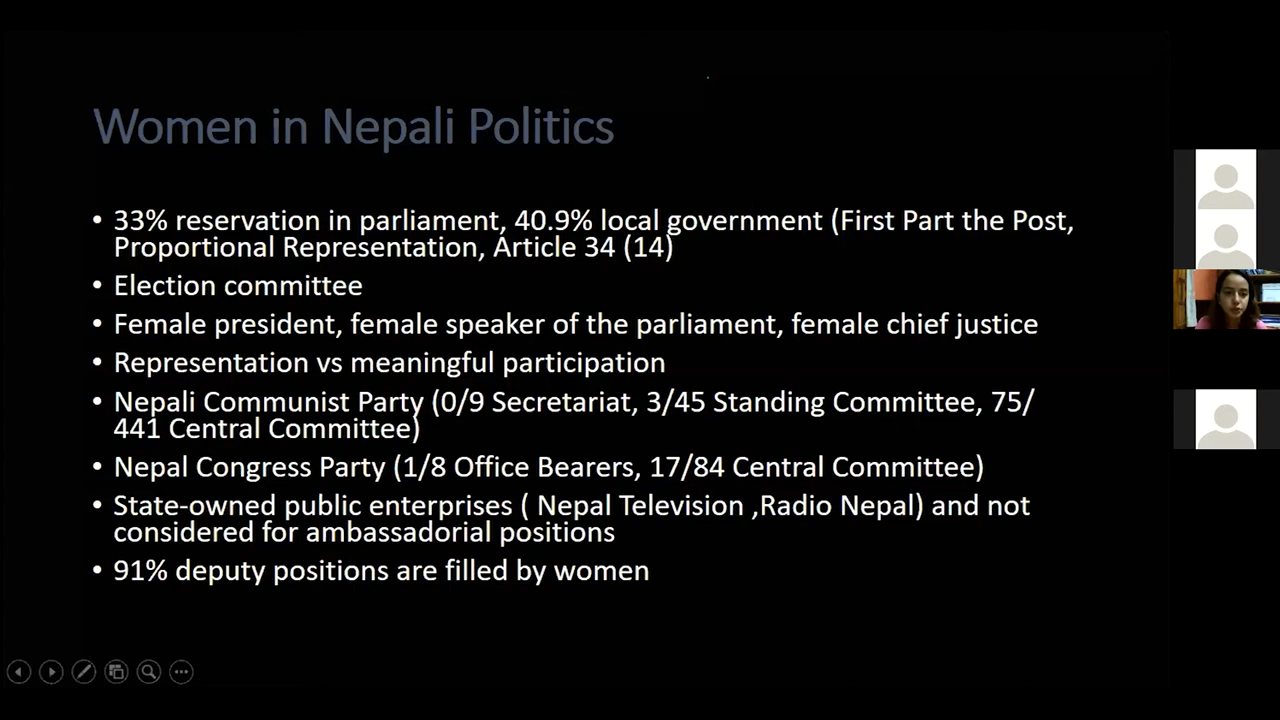 Women in Nepali Politics
• 33% reservation in parliament, 40.9% local government (First Part the Post,
Proportional Representation, Article 34 (14)
• Election committee
• Female president, female speaker of the parliament, female chief justice
• Representation vs meaningful participation
• Nepali Communist Party (0/9 Secretariat, 3/45 Standing Committee, 75/
441 Central Committee)
• Nepal Congress Party (1/8 Office Bearers, 17/84 Central Committee)
• State-owned public enterprises ( Nepal Television ,Radio Nepal) and not
considered for ambassadorial positions
• 91% deputy positions are filled by women